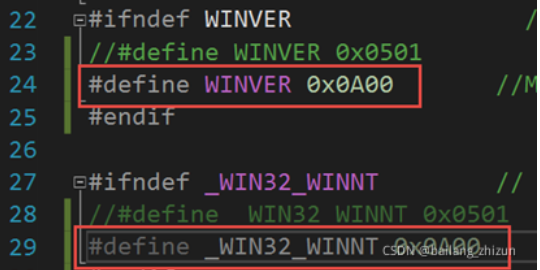 22 #ifndef WINVER /
23 //#define WINVER 0x0501
24 #define WINVER 0x0A00 //M
25 #endif
26
27 #ifndef _WIN32_WINNT //
28 //#define _WIN32_WINNT 0x0501
29 #define _WIN32_WINNT 0x0A00
CSDN @bailang_zhizun